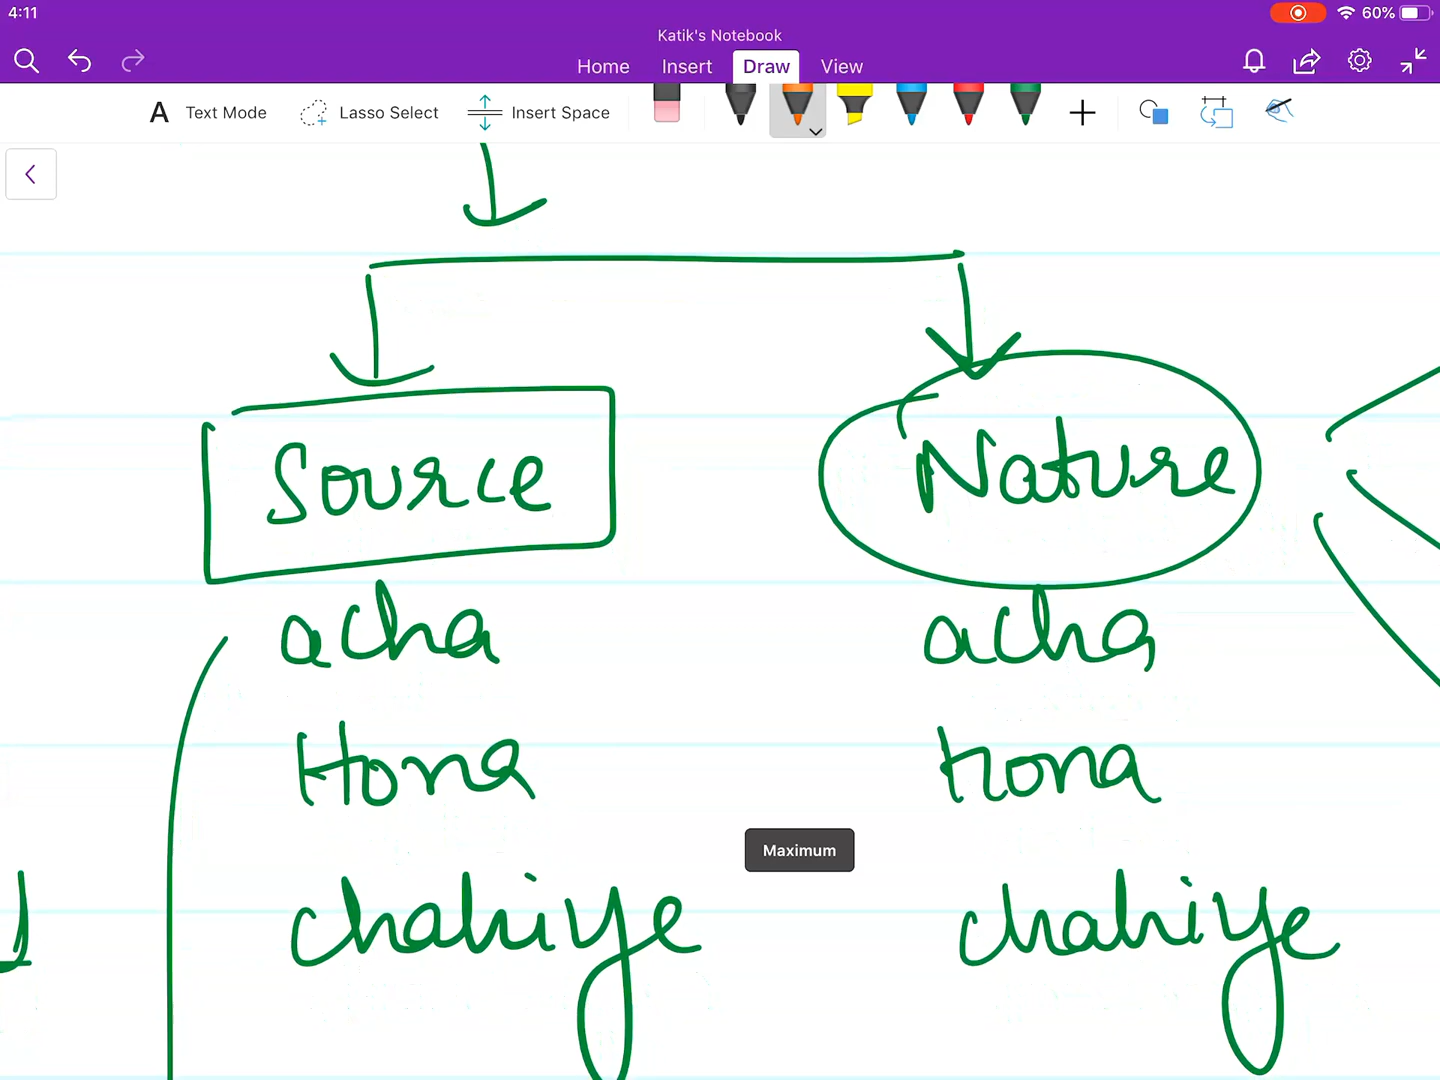 4:11
60%
Katik's Notebook
Home Insert Draw View
A Text Mode Lasso Select Insert Space
Source Nature
acha acha
Hona hona
Maximum
chahiye chahiye